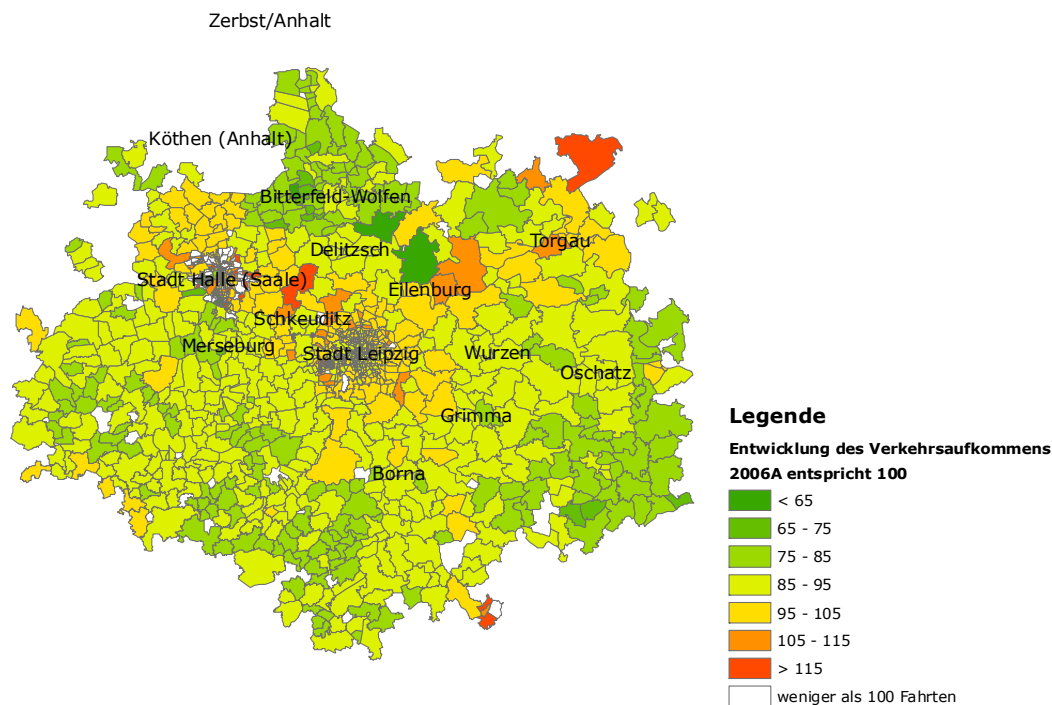 Zerbst/Anhalt
Köthen (Anhalt)
Bitterfeld-Wolfen
Delitzsch
Torgau
Stadt Halle (Saale)
Eilenburg
Schkeuditz
Merseburg
Stadt Leipzig
Wurzen
Oschatz
Grimma
Borna
Legende
Entwicklung des Verkehrsaufkommens
2006A entspricht 100
< 65
65 - 75
75 - 85
85 - 95
95 - 105
105 - 115
> 115
weniger als 100 Fahrten